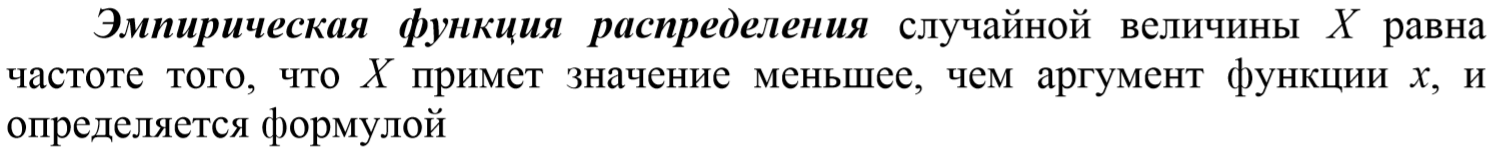 Эмпирическая функция распределения случайной величины X равна
частоте того, что X примет значение меньшее, чем аргумент функции x, и
определяется формулой